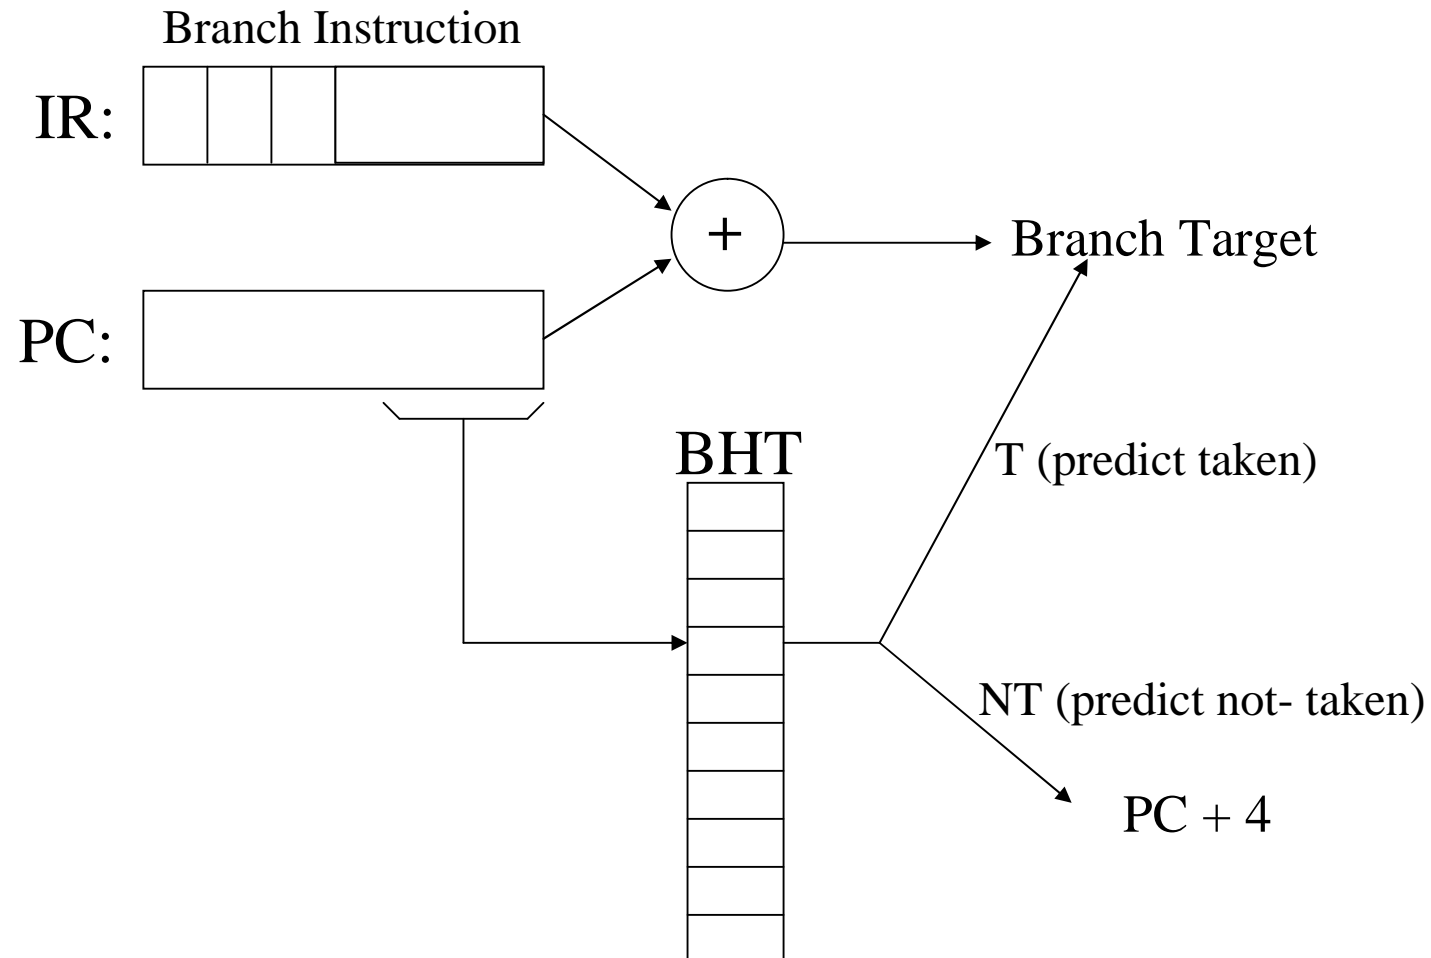 Branch Instruction
IR:
+
Branch Target
PC:
BHT
T (predict taken)
NT (predict not- taken)
PC + 4